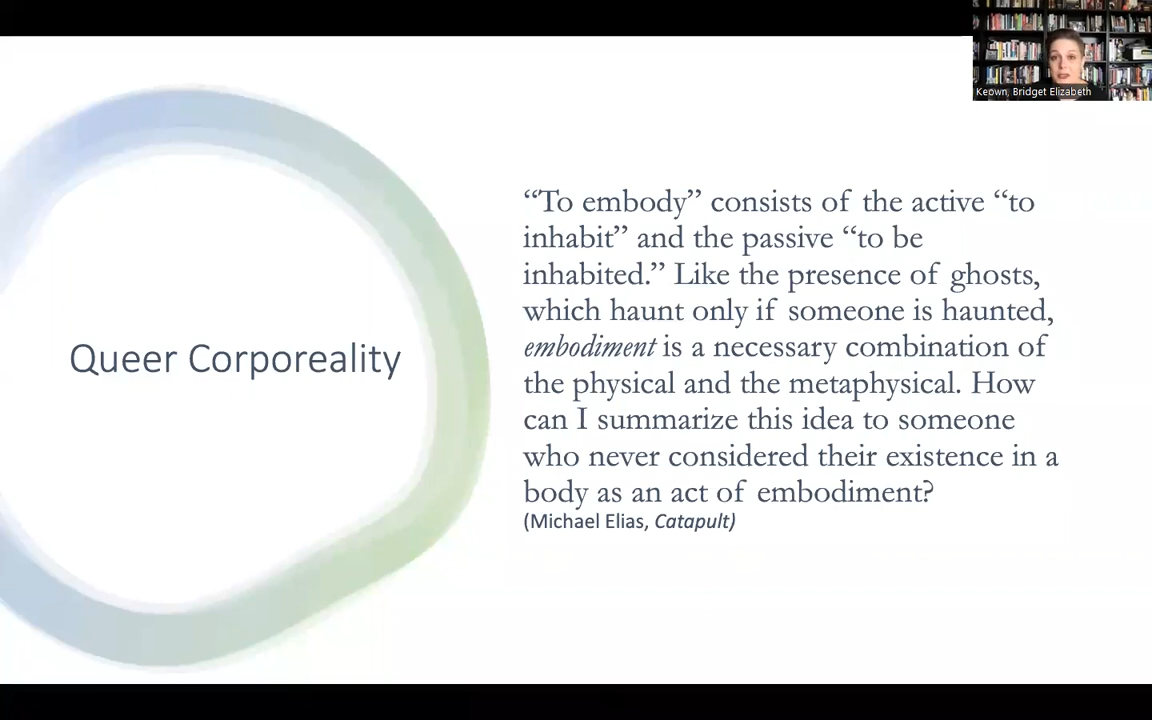 Keown, Bridget Elizabeth
Queer Corporeality
“To embody” consists of the active “to
inhabit” and the passive “to be
inhabited.” Like the presence of ghosts,
which haunt only if someone is haunted,
embodiment is a necessary combination of
the physical and the metaphysical. How
can I summarize this idea to someone
who never considered their existence in a
body as an act of embodiment?
(Michael Elias, Catapult)